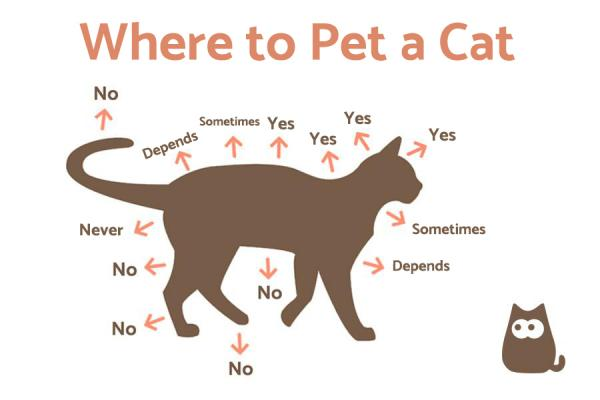 Where to Pet a Cat
No
Depends
Sometimes
Yes
Yes
Yes
Yes
Never
Sometimes
No
Depends
No
No
No